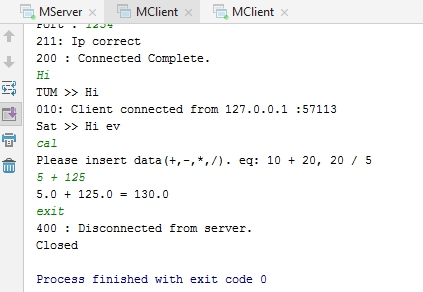 MServer × MClient × MClient ×
Port : 1234
211: Ip correct
200 : Connected Complete.
Hi
TUM >> Hi
010: Client connected from 127.0.0.1 :57113
Sat >> Hi ev
cal
Please insert data(+,-,*,/). eq: 10 + 20, 20 / 5
5 + 125
5.0 + 125.0 = 130.0
exit
400 : Disconnected from server.
Closed
Process finished with exit code 0